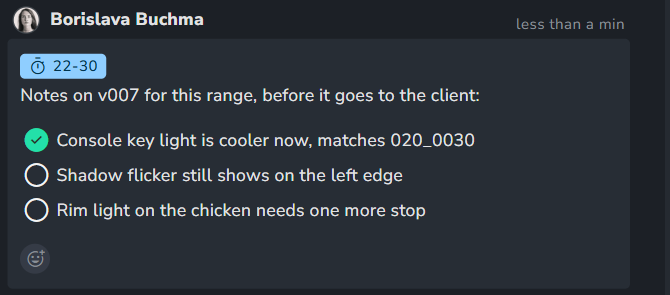 Borislava Buchma
less than a min
22-30
Notes on v007 for this range, before it goes to the client:
Console key light is cooler now, matches 020_0030
Shadow flicker still shows on the left edge
Rim light on the chicken needs one more stop